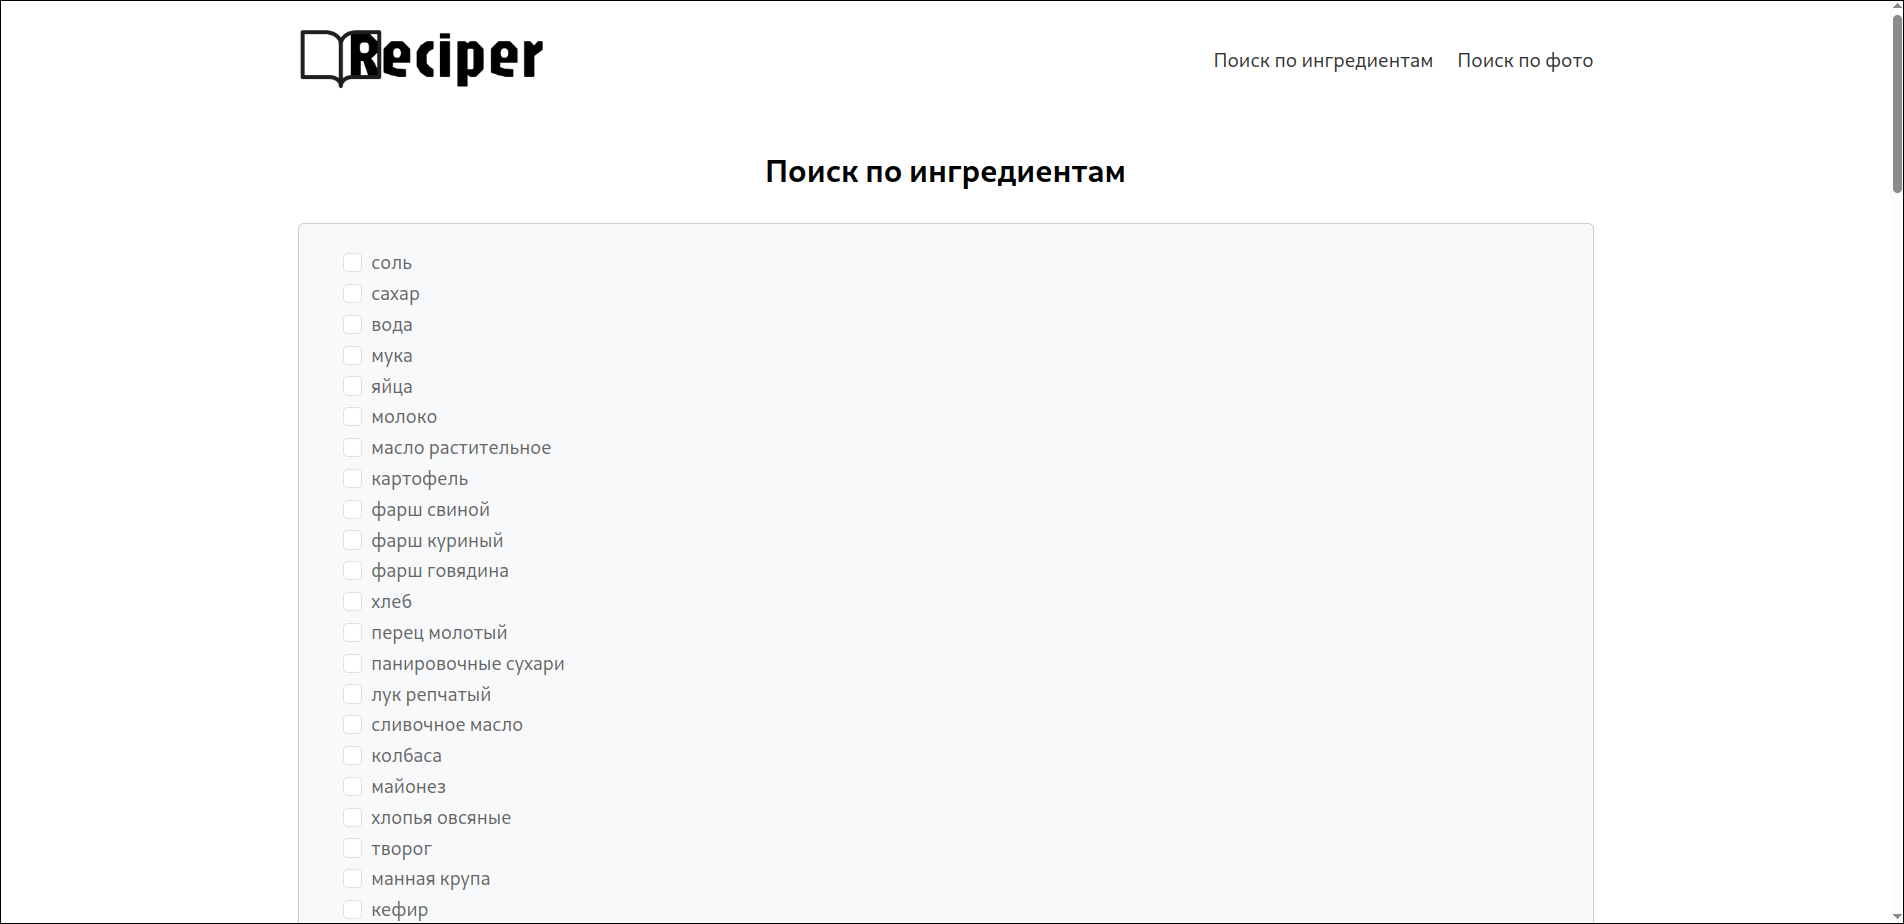 Reciper
Поиск по ингредиентам Поиск по фото
Поиск по ингредиентам
соль
сахар
вода
мука
яйца
молоко
масло растительное
картофель
фарш свиной
фарш куриный
фарш говядина
хлеб
перец молотый
панировочные сухари
лук репчатый
сливочное масло
колбаса
майонез
хлопья овсяные
творог
манная крупа
кефир